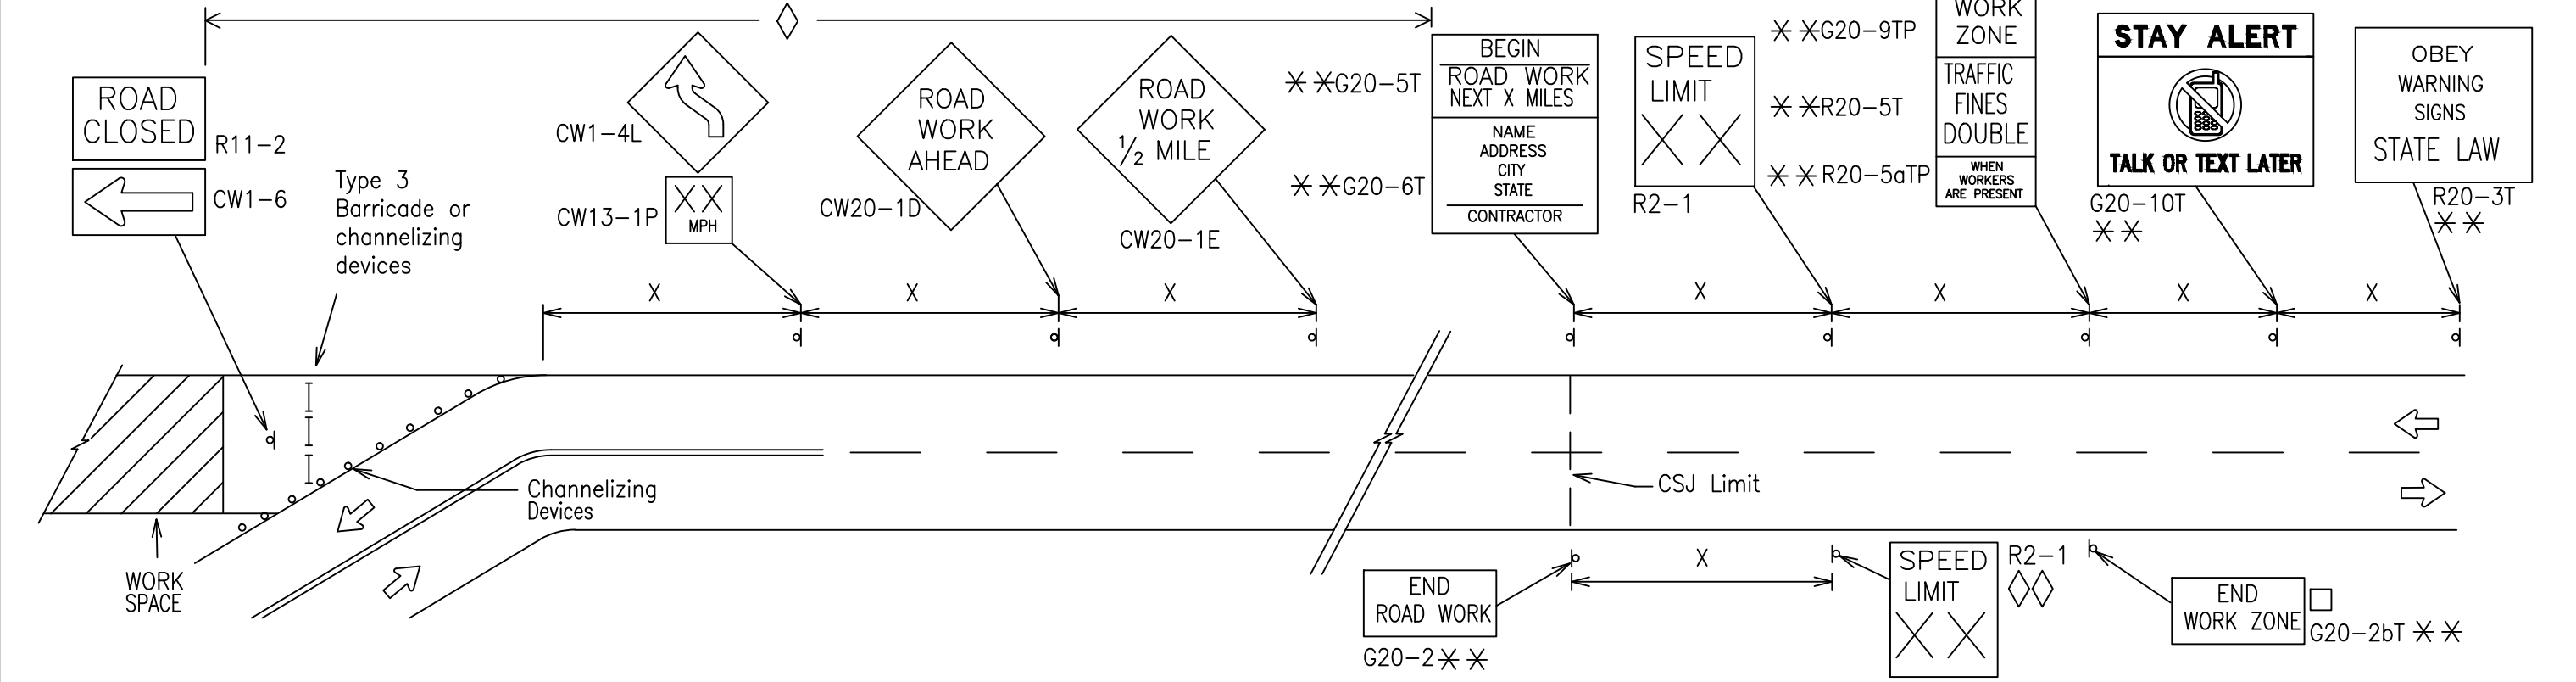 ROAD
CLOSED
R11-2
CW1-6
Type 3
Barricade or
channelizing
devices
CW1-4L
XX
MPH
CW13-1P
ROAD
WORK
AHEAD
CW20-1D
ROAD
WORK
1/2 MILE
CW20-1E
**G20-5T
BEGIN
ROAD WORK
NEXT X MILES
**G20-6T
NAME
ADDRESS
CITY
STATE
CONTRACTOR
SPEED
LIMIT
XX
R2-1
**G20-9TP
WORK
ZONE
**R20-5T
TRAFFIC
FINES
DOUBLE
**R20-5aTP
WHEN
WORKERS
ARE PRESENT
STAY ALERT
TALK OR TEXT LATER
G20-10T
**
OBEY
WARNING
SIGNS
STATE LAW
R20-3T
**
X
X
X
X
X
X
X
Channelizing
Devices
CSJ Limit
WORK
SPACE
END
ROAD WORK
G20-2**
X
SPEED
LIMIT
XX
R2-1
END
WORK ZONE
G20-2bT **